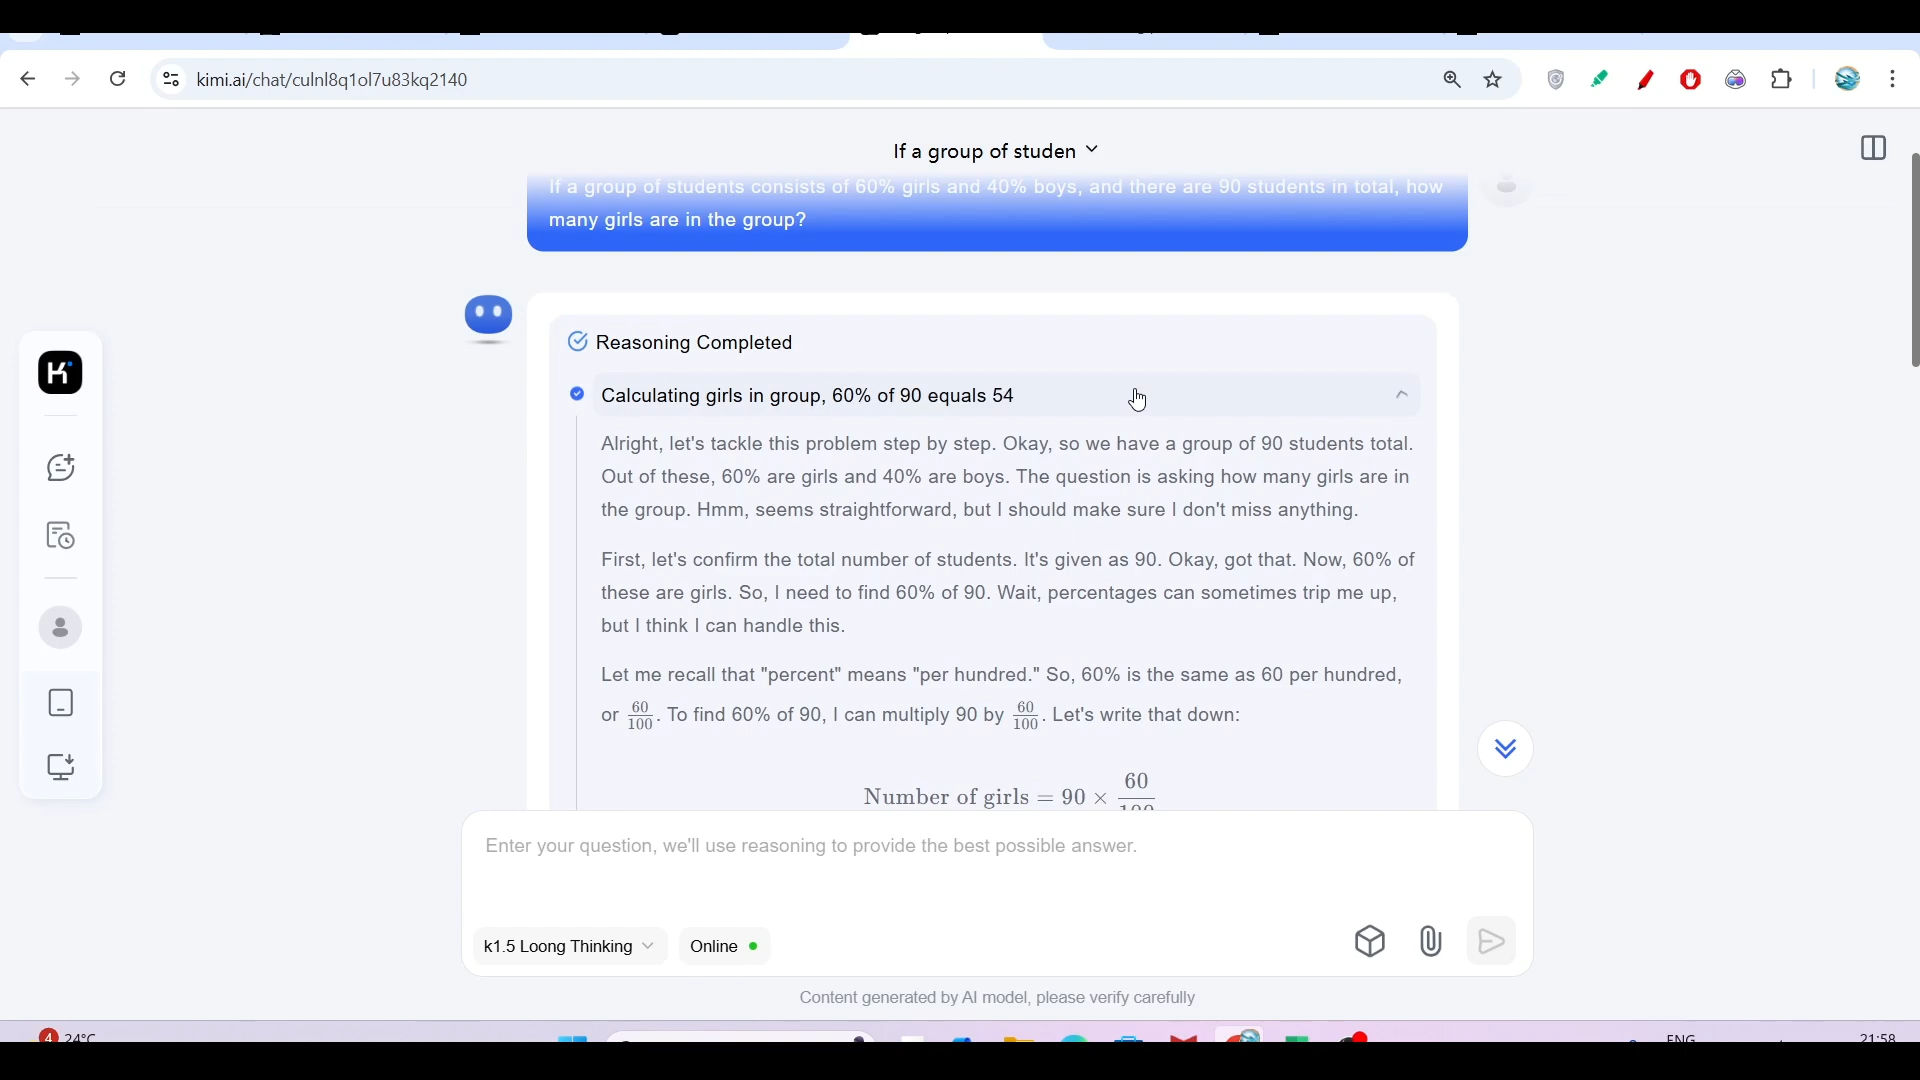 kimi.ai/chat/culnl8q1ol7u83kq2140
If a group of studen
If a group of students consists of 60% girls and 40% boys, and there are 90 students in total, how
many girls are in the group?
Reasoning Completed
Calculating girls in group, 60% of 90 equals 54
Alright, let's tackle this problem step by step. Okay, so we have a group of 90 students total.
Out of these, 60% are girls and 40% are boys. The question is asking how many girls are in
the group. Hmm, seems straightforward, but I should make sure I don't miss anything.
First, let's confirm the total number of students. It's given as 90. Okay, got that. Now, 60% of
these are girls. So, I need to find 60% of 90. Wait, percentages can sometimes trip me up,
but I think I can handle this.
Let me recall that "percent" means "per hundred." So, 60% is the same as 60 per hundred,
or 60/100. To find 60% of 90, I can multiply 90 by 60/100. Let's write that down:
Number of girls = 90 × 60/100
Enter your question, we'll use reasoning to provide the best possible answer.
k1.5 Loong Thinking
Online
Content generated by AI model, please verify carefully
4
24°C
ENG
21:58